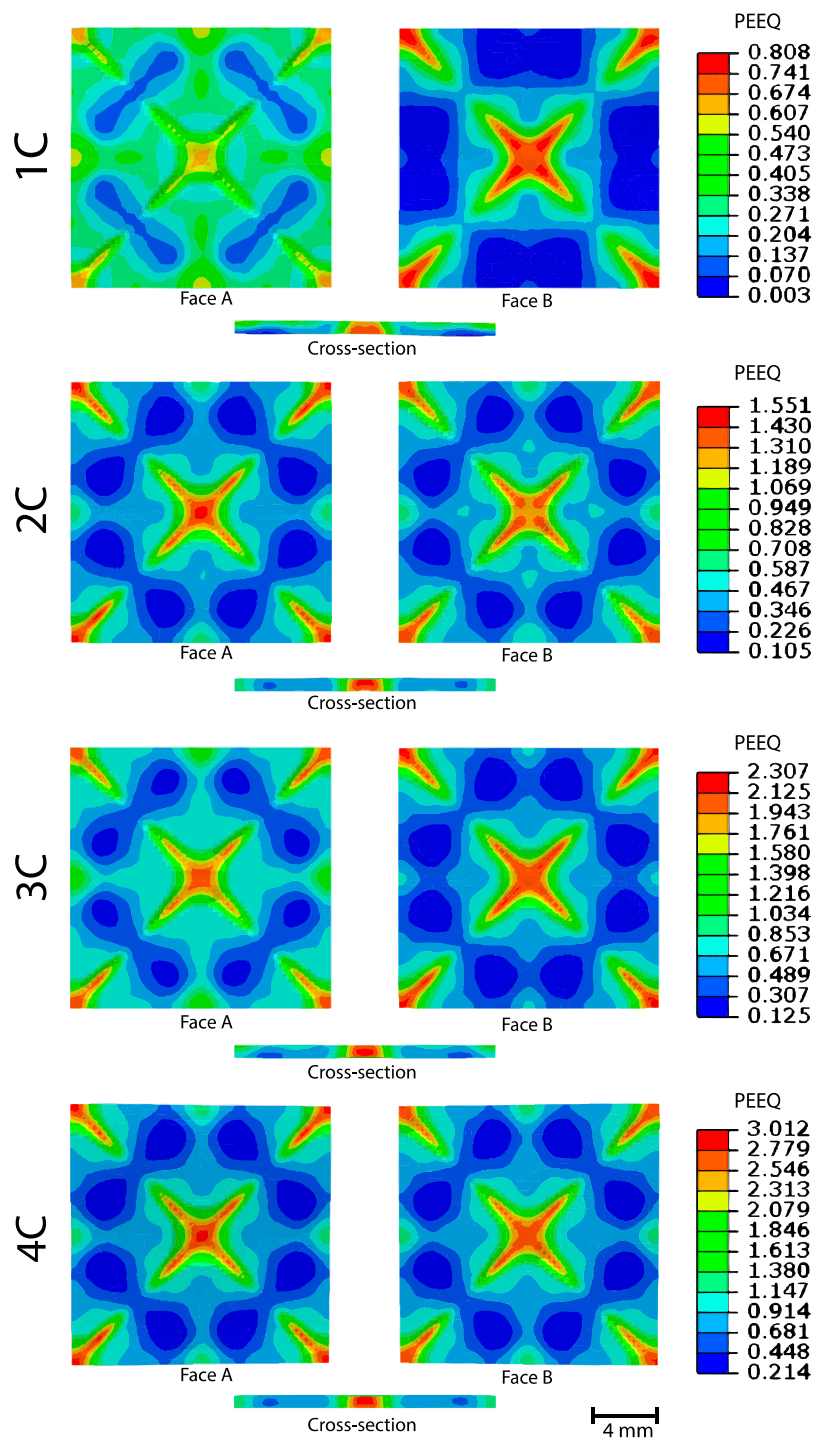 PEEQ
1C
0.808
0.741
0.674
0.607
0.540
0.473
0.405
0.338
0.271
0.204
0.137
0.070
0.003
Face A
Face B
Cross-section
PEEQ
2C
1.551
1.430
1.310
1.189
1.069
0.949
0.828
0.708
0.587
0.467
0.346
0.226
0.105
Face A
Face B
Cross-section
PEEQ
3C
2.307
2.125
1.943
1.761
1.580
1.398
1.216
1.034
0.853
0.671
0.489
0.307
0.125
Face A
Face B
Cross-section
PEEQ
4C
3.012
2.779
2.546
2.313
2.079
1.846
1.613
1.380
1.147
0.914
0.681
0.448
0.214
Face A
Face B
Cross-section
4 mm